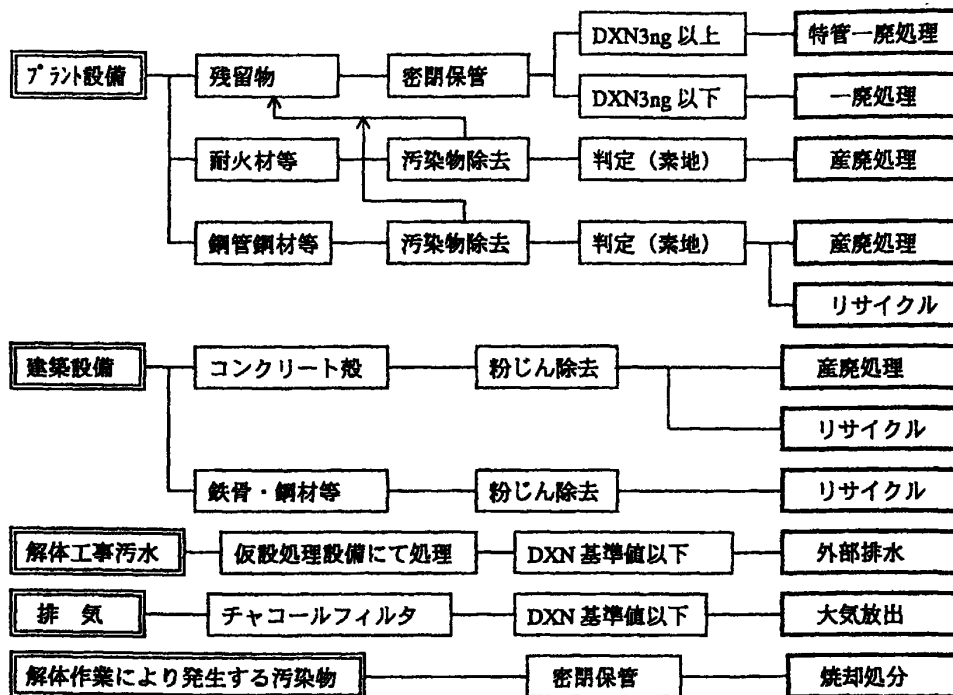 DXN3ng 以上
特管一廃処理
プラント設備
残留物
密閉保管
DXN3ng 以下
一廃処理
耐火材等
汚染物除去
判定（素地）
産廃処理
鋼管鋼材等
汚染物除去
判定（素地）
産廃処理
リサイクル
建築設備
コンクリート殻
粉じん除去
産廃処理
リサイクル
鉄骨・鋼材等
粉じん除去
リサイクル
解体工事汚水
仮設処理設備にて処理
DXN 基準値以下
外部排水
排　気
チャコールフィルタ
DXN 基準値以下
大気放出
解体作業により発生する汚染物
密閉保管
焼却処分